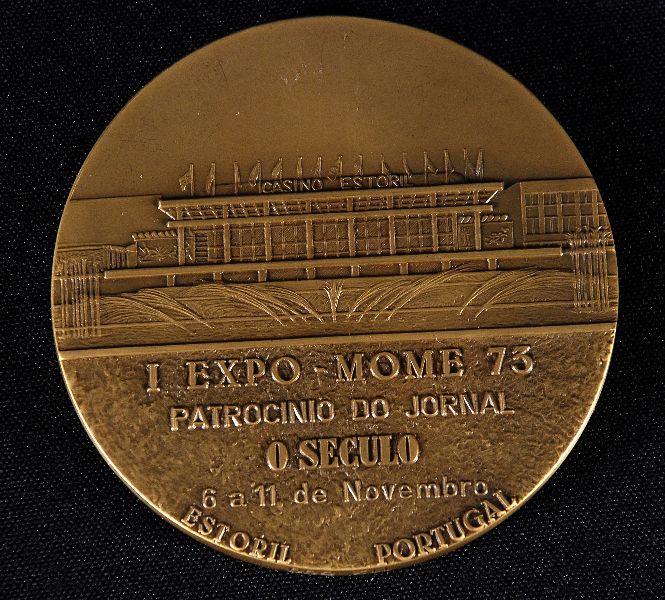 CASINO ESTORIL
I EXPO - MOME 73
PATROCINIO DO JORNAL
O SECULO
6 a 11 de Novembro
ESTORIL PORTUGAL